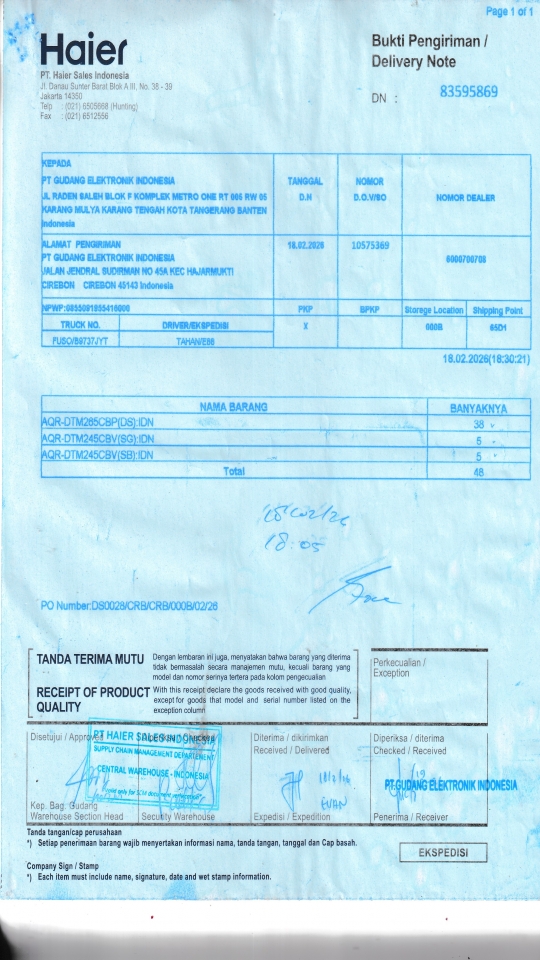 Page 1 of 1
Haier
Bukti Pengiriman /
Delivery Note
PT. Haier Sales Indonesia
Jl. Danau Sunter Barat Blok A III, No. 38 - 39
Jakarta 14350
Telp : (021) 6505668 (Hunting)
Fax : (021) 6512556
DN : 83595869
KEPADA
PT GUDANG ELEKTRONIK INDONESIA
JL RADEN SALEH BLOK F KOMPLEK METRO ONE RT 005 RW 05
KARANG MULYA KARANG TENGAH KOTA TANGERANG BANTEN
Indonesia
TANGGAL
D.N
NOMOR
D.O./SO
NOMOR DEALER
ALAMAT PENGIRIMAN
PT GUDANG ELEKTRONIK INDONESIA
JALAN JENDRAL SUDIRMAN NO 45A KEC HAJARMUKTI
CIREBON CIREBON 45143 Indonesia
18.02.2026
10575369
NPWP:0855091855416000
PKP
BPKP
Storege Location
Shipping Point
TRUCK NO.
DRIVER/EKSPEDISI
X
000B
65D1
FUSO/B9737JYT
TAHAN/E88
18.02.2026(18:30:21)
NAMA BARANG
BANYAKNYA
AQR-DTM285CBP(DS):IDN
38
AQR-DTM245CBV(SG):IDN
5
AQR-DTM245CBV(SB):IDN
5
Total
48
18:05
PO Number:DS0028/CRB/CRB/000B/02/26
TANDA TERIMA MUTU
Dengan lembaran ini juga, menyatakan bahwa barang yang diterima
tidak bermasalah secara manajemen mutu, kecuali barang yang
model dan nomor serinya tertera pada kolom pengecualian
RECEIPT OF PRODUCT
QUALITY
With this receipt declare the goods received with good quality,
except for goods that model and serial number listed on the
exception column
Perkecualian /
Exception
Disetujui / Approved
PT HAIER SALES INDONESIA
SUPPLY CHAIN MANAGEMENT DEPARTEMENT
CENTRAL WAREHOUSE - INDONESIA
Kep. Bag. Gudang
Warehouse Section Head
Security Warehouse
Diterima / dikirimkan
Received / Delivered
EVAN
Expedisi / Expedition
Diperiksa / diterima
Checked / Received
PT.GUDANG ELEKTRONIK INDONESIA
Penerima / Receiver
Tanda tangan/cap perusahaan
*) Setiap penerimaan barang wajib menyertakan informasi nama, tanda tangan, tanggal dan Cap basah.
EKSPEDISI
Company Sign / Stamp
*) Each item must include name, signature, date and wet stamp information.